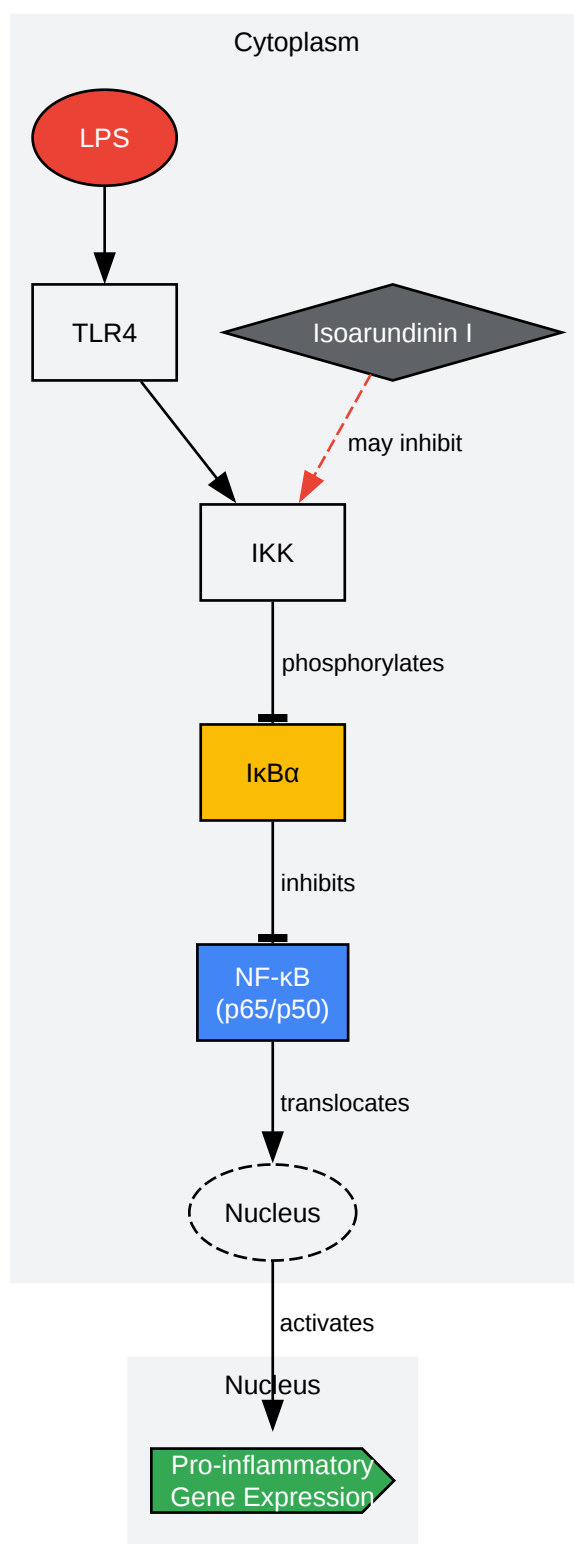 Cytoplasm
LPS
TLR4
Isoarundinin I
may inhibit
IKK
phosphorylates
IκBα
inhibits
NF-κB
(p65/p50)
translocates
Nucleus
activates
Nucleus
Pro-inflammatory
Gene Expression